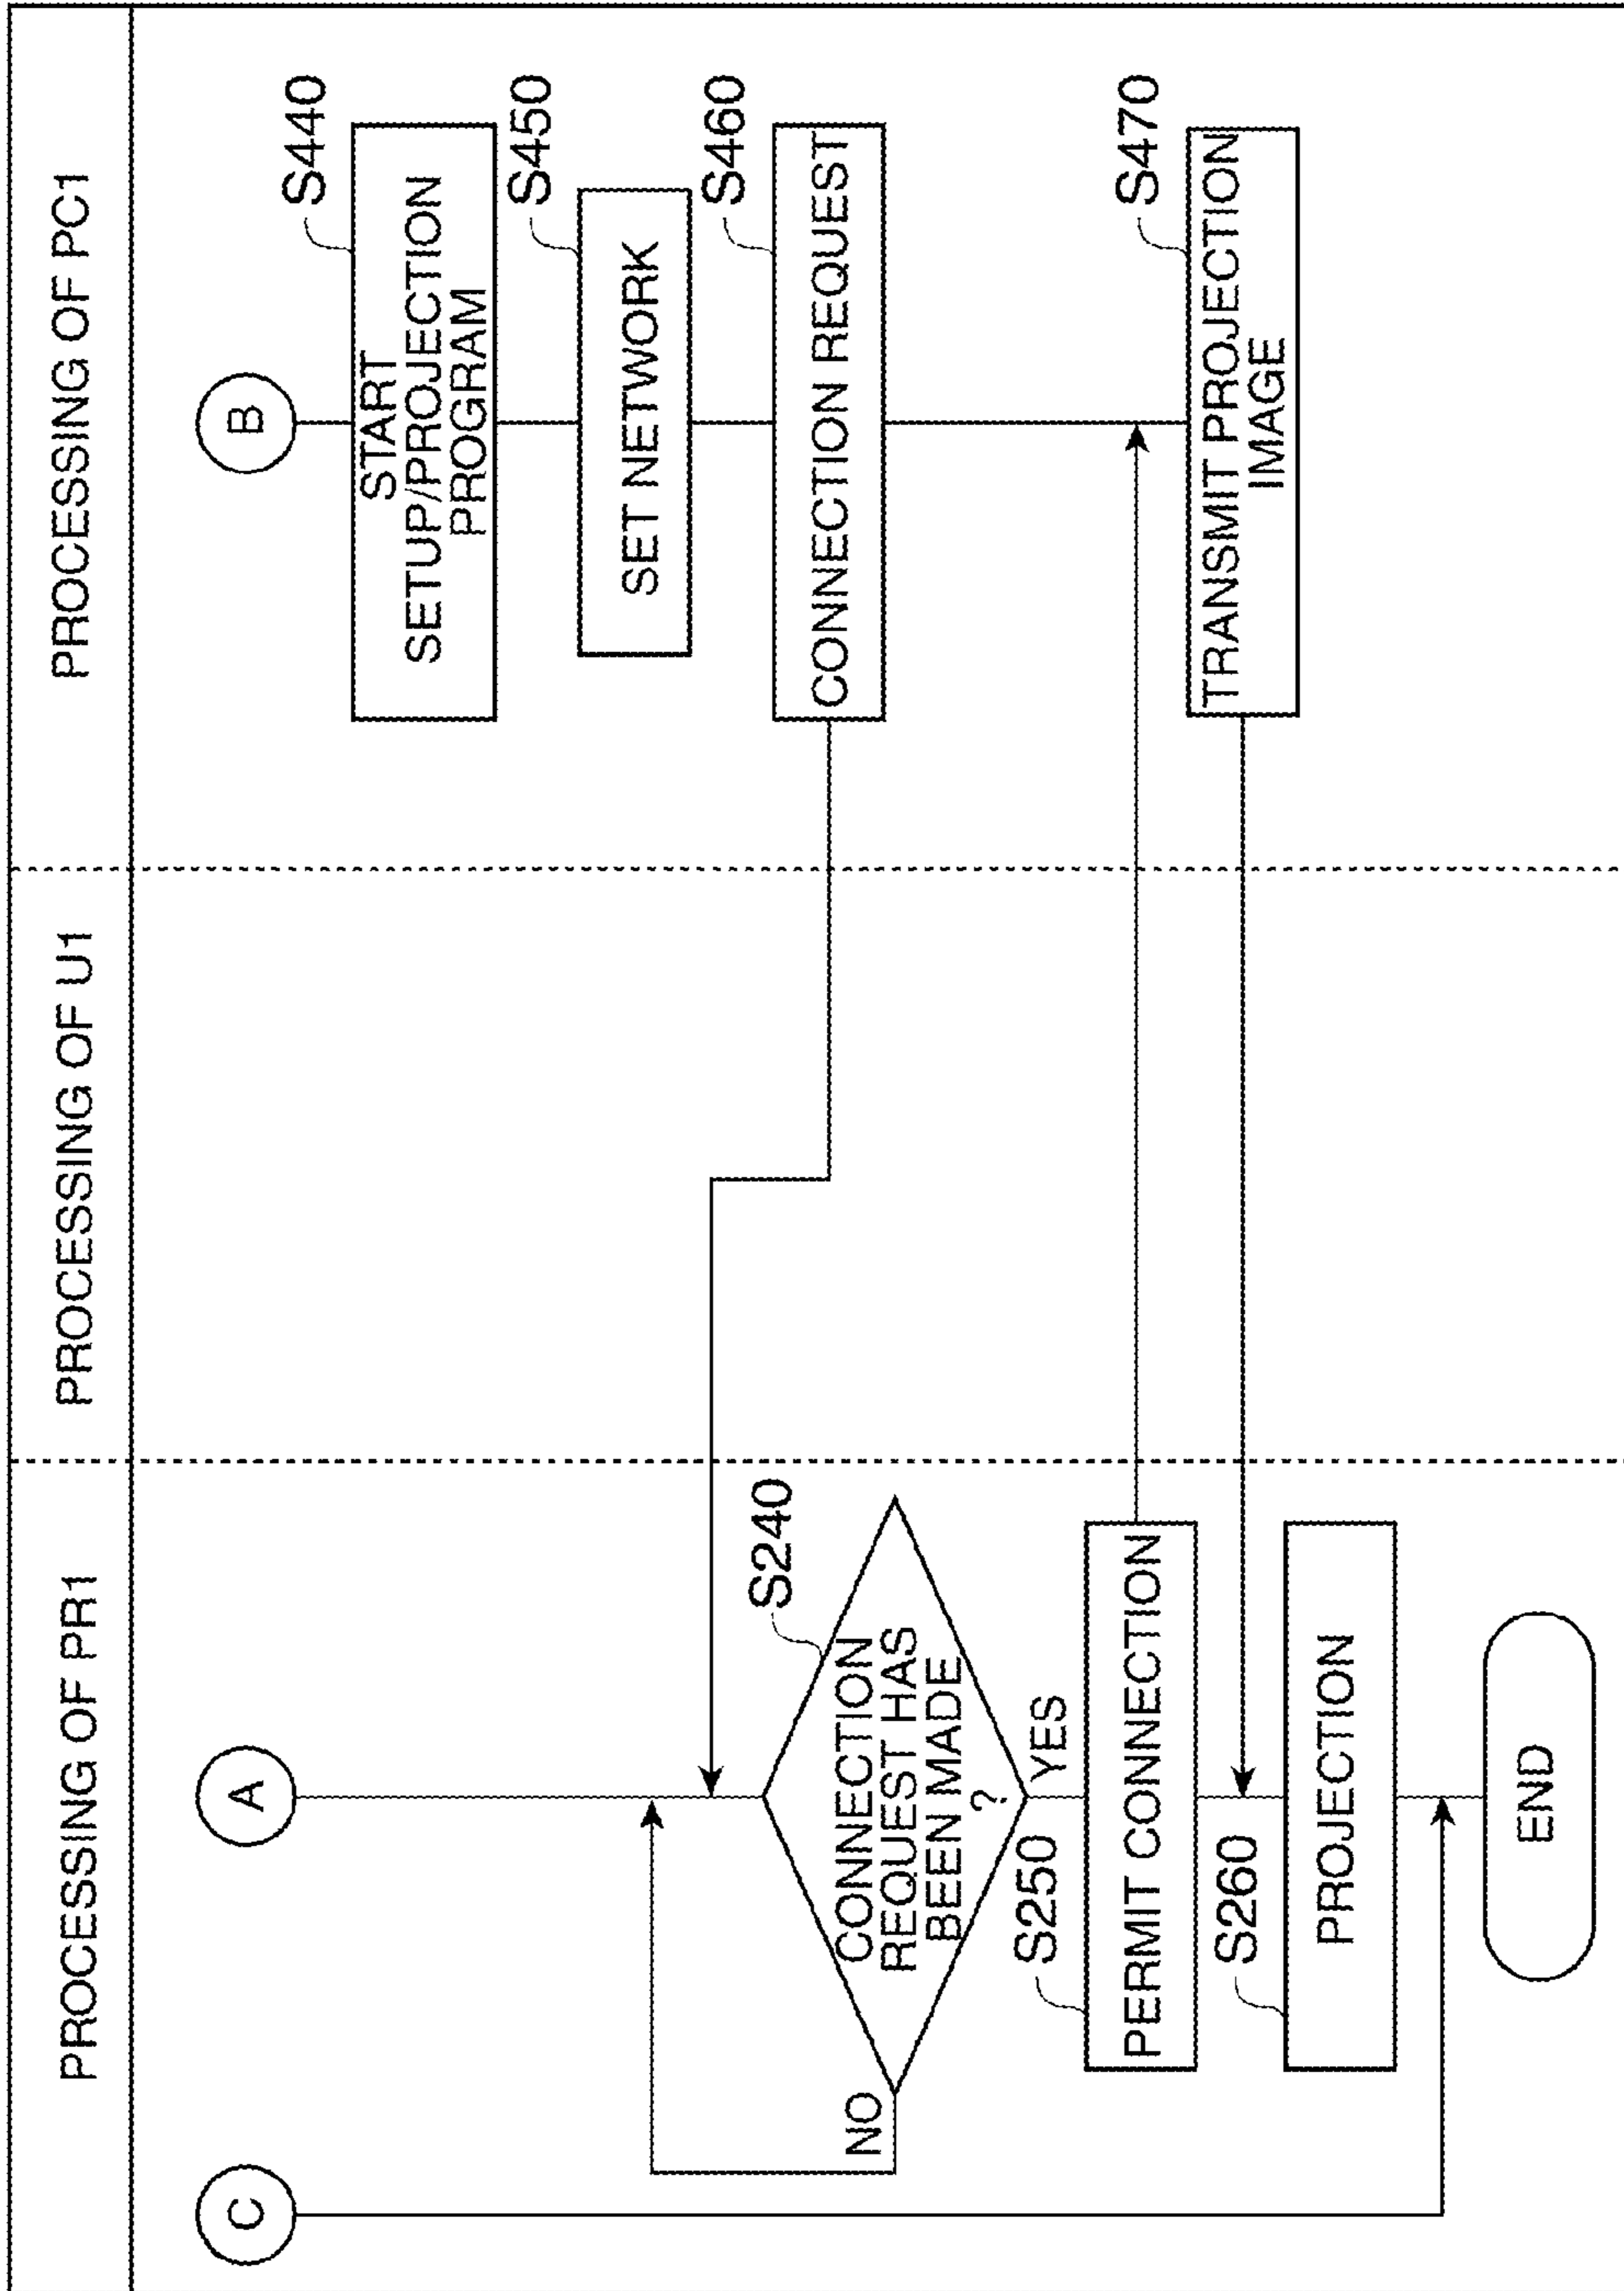 PROCESSING OF PR1
PROCESSING OF U1
PROCESSING OF PC1
C
A
B
S440
START
SETUP/PROJECTION
PROGRAM
S450
SET NETWORK
S460
CONNECTION REQUEST
S240
CONNECTION
REQUEST HAS
BEEN MADE
?
NO
YES
S250
PERMIT CONNECTION
S470
TRANSMIT PROJECTION
IMAGE
S260
PROJECTION
END